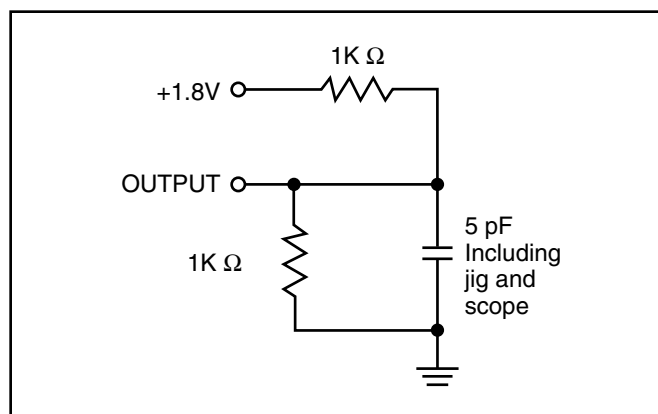 1K Ω
+1.8V
OUTPUT
1K Ω
5 pF
Including
jig and
scope